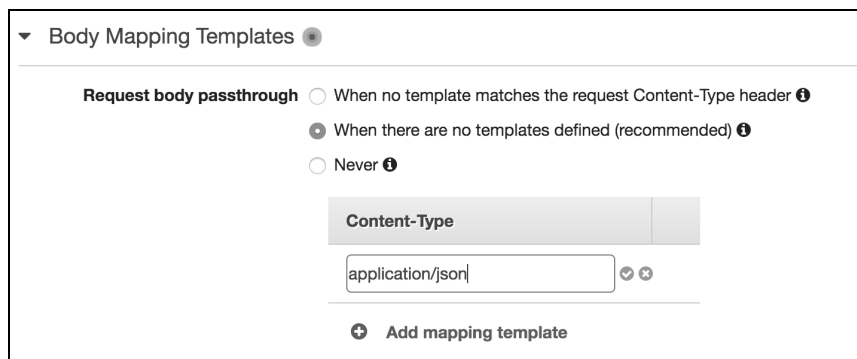 Body Mapping Templates
Request body passthrough When no template matches the request Content-Type header
When there are no templates defined (recommended)
Never
Content-Type
application/json
Add mapping template